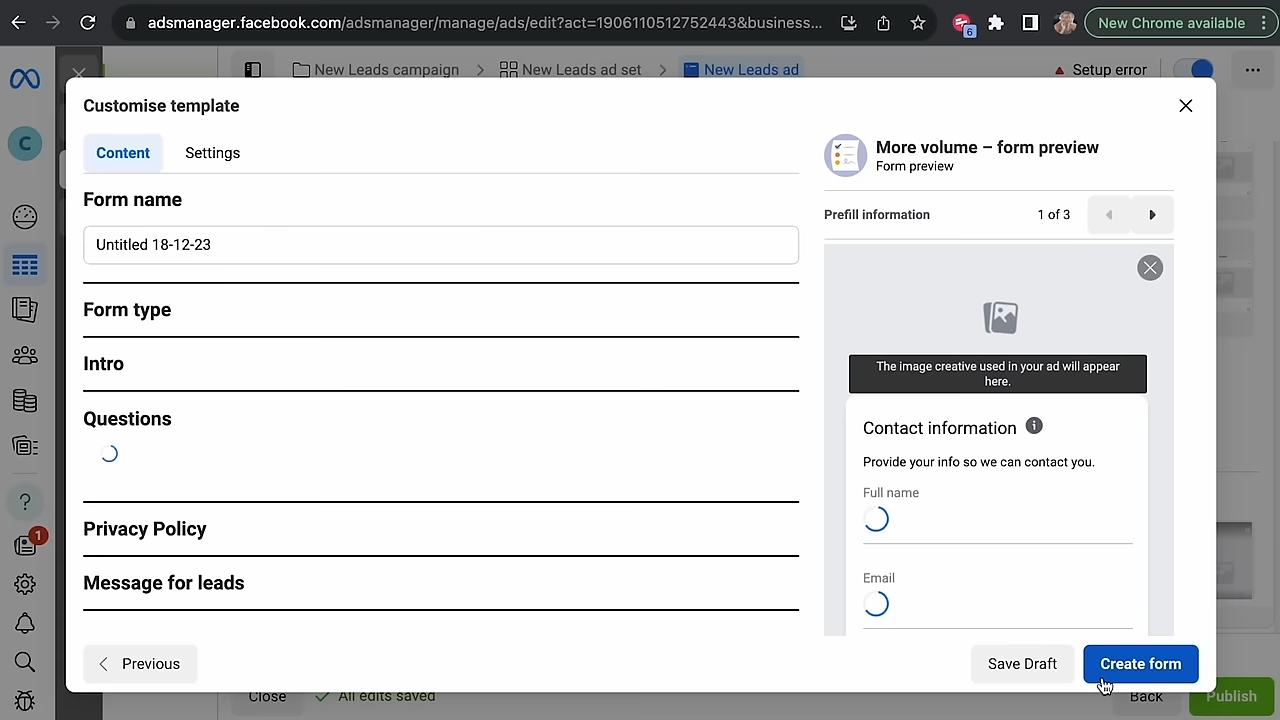 adsmanager.facebook.com/adsmanager/manage/ads/edit?act=1906110512752443&business...
6
New Chrome available
New Leads campaign
New Leads ad set
New Leads ad
Setup error
Customise template
C
Content
Settings
Form name
Untitled 18-12-23
Form type
Intro
Questions
Privacy Policy
Message for leads
1
More volume – form preview
Form preview
Prefill information
1 of 3
The image creative used in your ad will appear
here.
Contact information
Provide your info so we can contact you.
Full name
Email
Previous
Save Draft
Create form
Close
All edits saved
Back
Publish